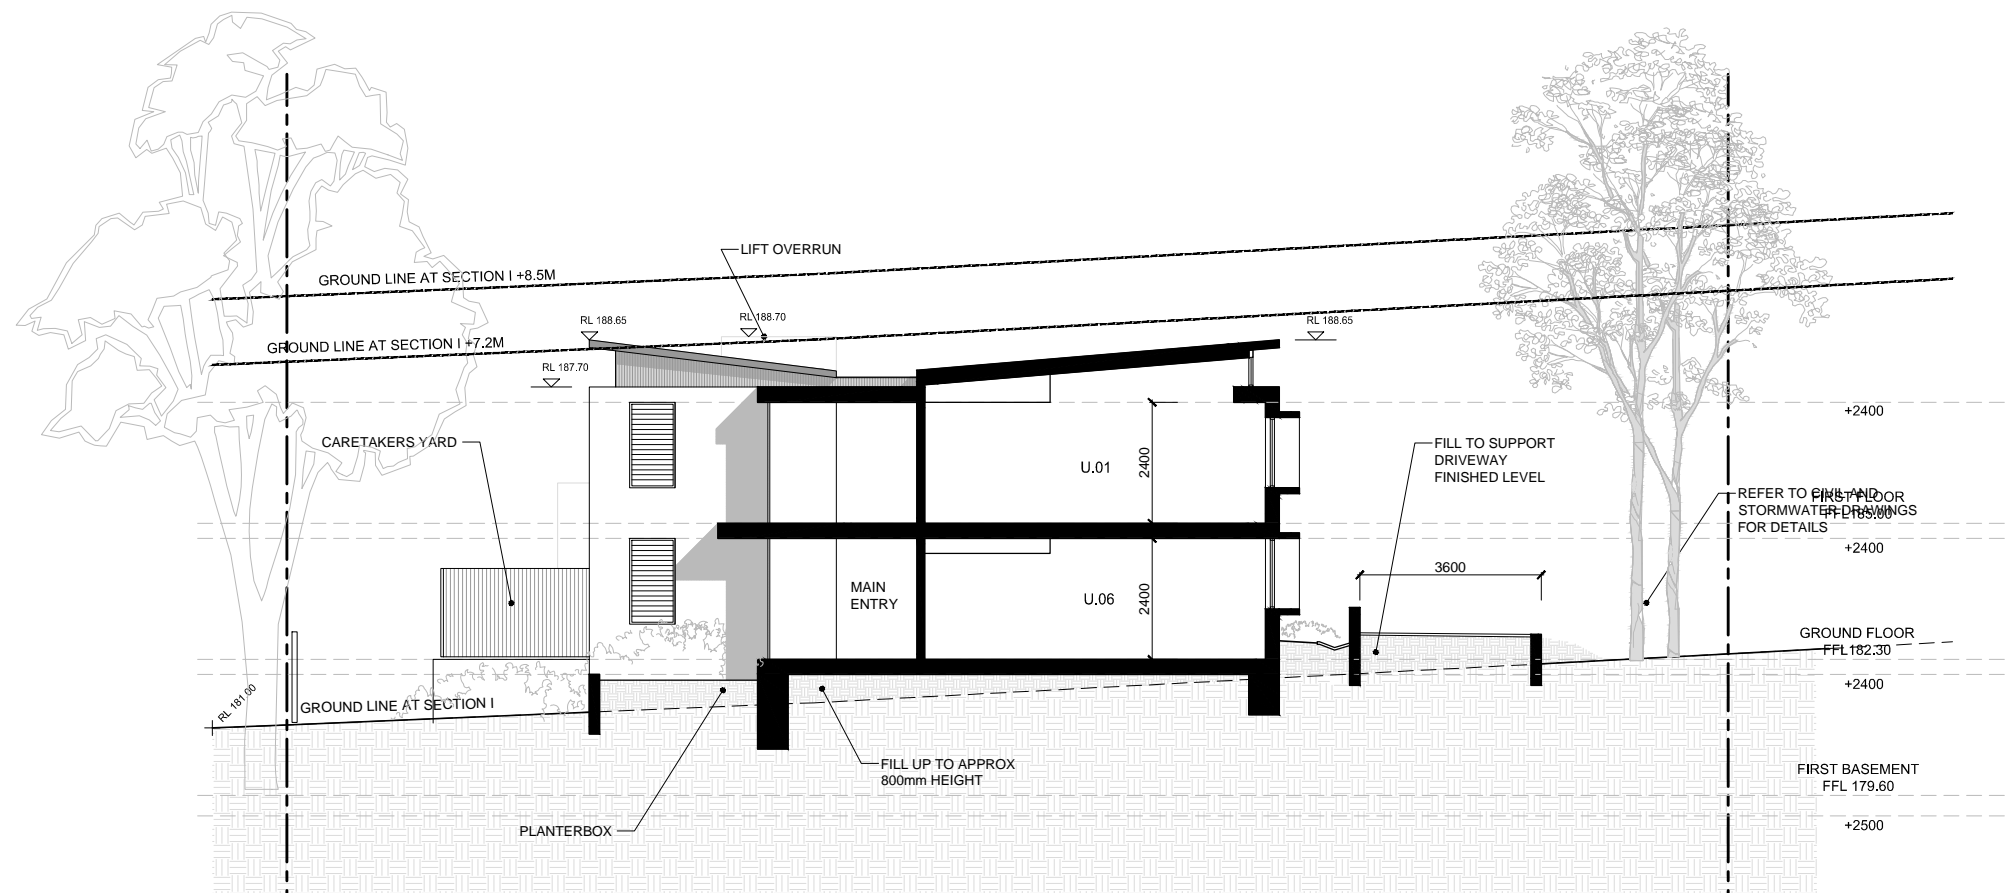 LIFT OVERRUN
GROUND LINE AT SECTION I +8.5M
RL 188.65
RL 188.70
RL 188.65
GROUND LINE AT SECTION I +7.2M
RL 187.70
+2400
CARETAKERS YARD
FILL TO SUPPORT
DRIVEWAY
FINISHED LEVEL
U.01
2400
REFER TO CIVIL AND
STORMWATER DRAWINGS
FOR DETAILS
FIRST FLOOR
FFL185.00
+2400
3600
MAIN
ENTRY
U.06
2400
GROUND FLOOR
FFL182.30
+2400
RL 181.00
GROUND LINE AT SECTION I
FILL UP TO APPROX
800mm HEIGHT
FIRST BASEMENT
FFL 179.60
PLANTERBOX
+2500